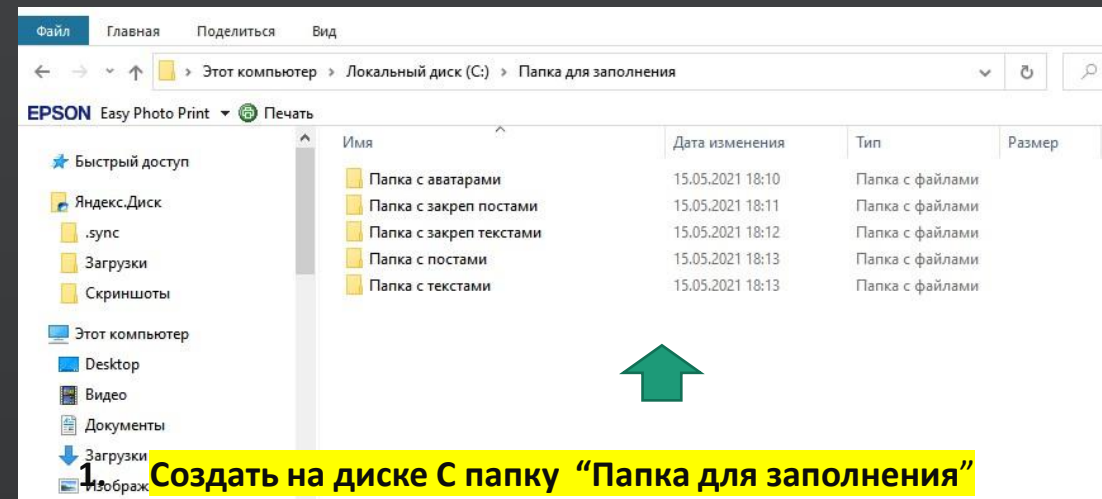 Файл Главная Поделиться Вид
Этот компьютер › Локальный диск (C:) › Папка для заполнения
EPSON Easy Photo Print Печать
Имя Дата изменения Тип Размер
Быстрый доступ
Яндекс.Диск
.sync
Загрузки
Скриншоты
Этот компьютер
Desktop
Видео
Документы
Загрузки
Папка с аватарами 15.05.2021 18:10 Папка с файлами
Папка с закреп постами 15.05.2021 18:11 Папка с файлами
Папка с закреп текстами 15.05.2021 18:12 Папка с файлами
Папка с постами 15.05.2021 18:13 Папка с файлами
Папка с текстами 15.05.2021 18:13 Папка с файлами
1. Создать на диске С папку “Папка для заполнения”